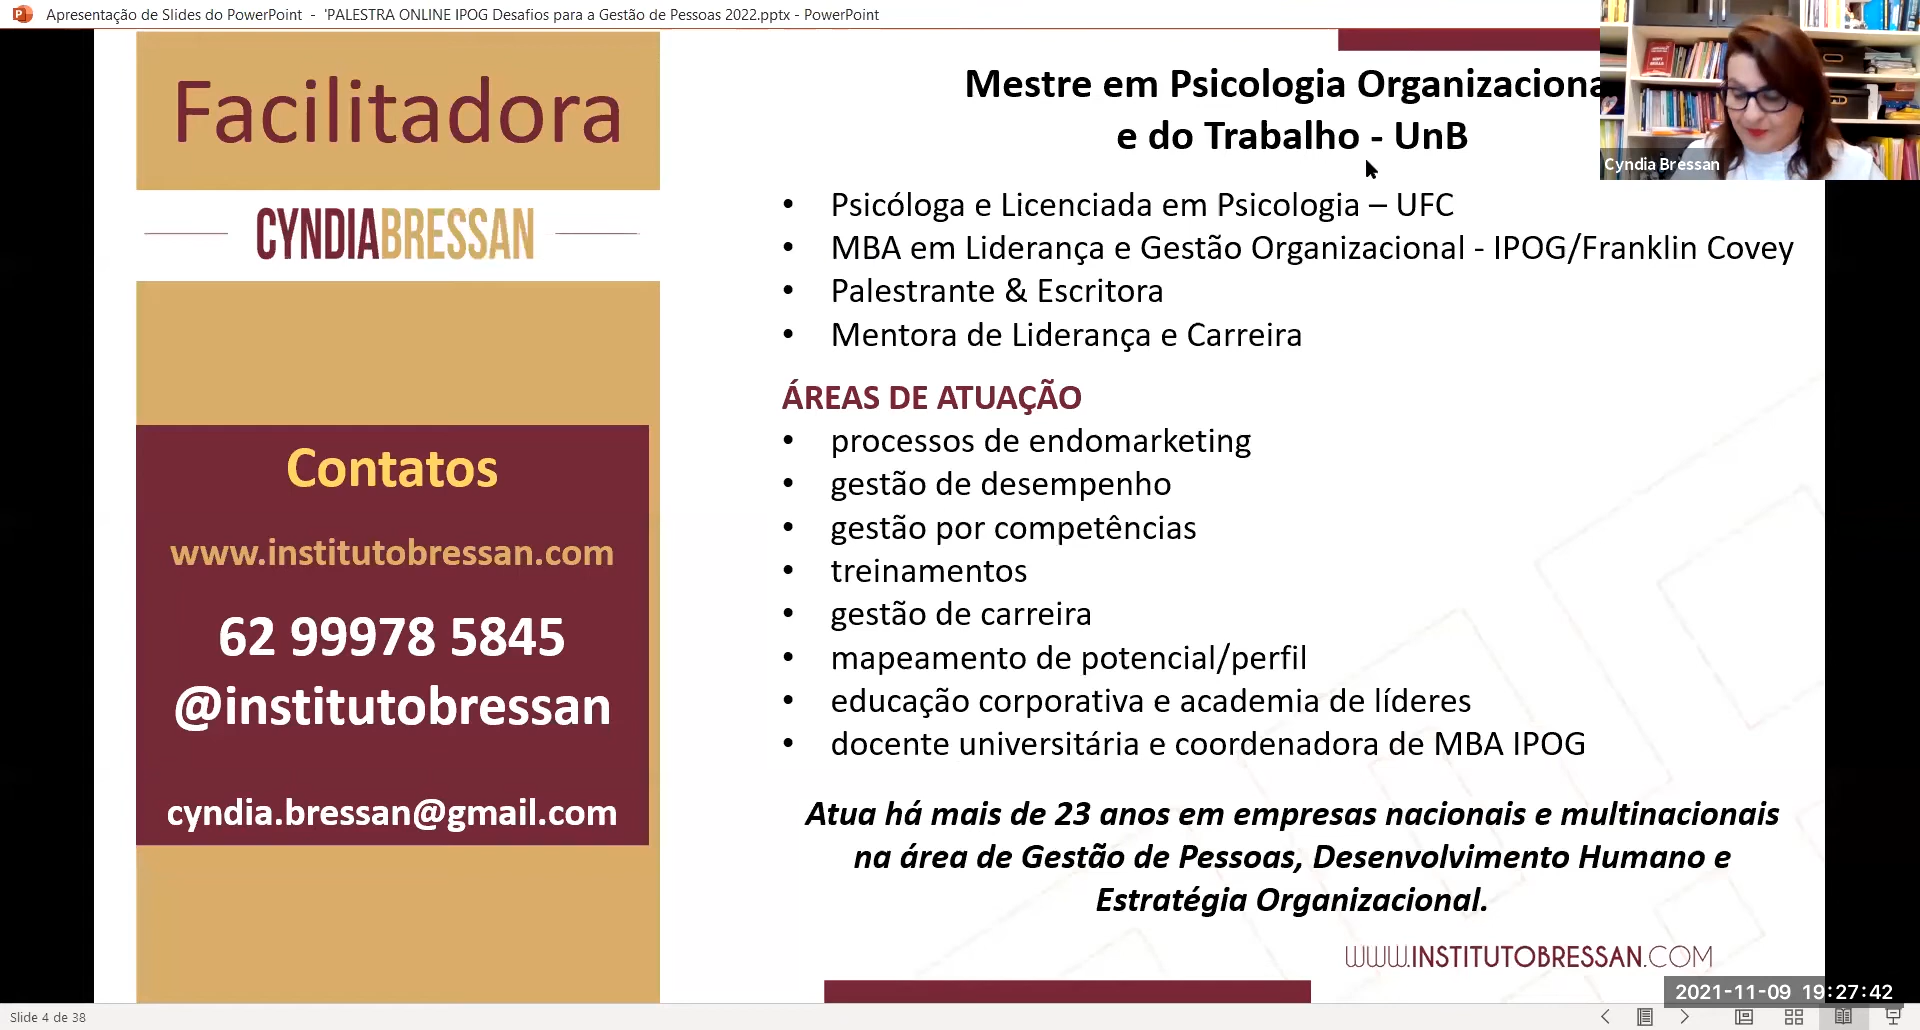 Apresentação de Slides do PowerPoint - 'PALESTRA ONLINE IPOG Desafios para a Gestão de Pessoas 2022.pptx - PowerPoint
Facilitadora
CYNDIABRESSAN
Contatos
www.institutobressan.com
62 99978 5845
@institutobressan
cyndia.bressan@gmail.com
Mestre em Psicologia Organizaciona
e do Trabalho - UnB
• Psicóloga e Licenciada em Psicologia – UFC
• MBA em Liderança e Gestão Organizacional - IPOG/Franklin Covey
• Palestrante & Escritora
• Mentora de Liderança e Carreira
ÁREAS DE ATUAÇÃO
• processos de endomarketing
• gestão de desempenho
• gestão por competências
• treinamentos
• gestão de carreira
• mapeamento de potencial/perfil
• educação corporativa e academia de líderes
• docente universitária e coordenadora de MBA IPOG
Atua há mais de 23 anos em empresas nacionais e multinacionais
na área de Gestão de Pessoas, Desenvolvimento Humano e
Estratégia Organizacional.
WWW.INSTITUTOBRESSAN.COM
Cyndia Bressan
2021-11-09 19:27:42
Slide 4 de 38